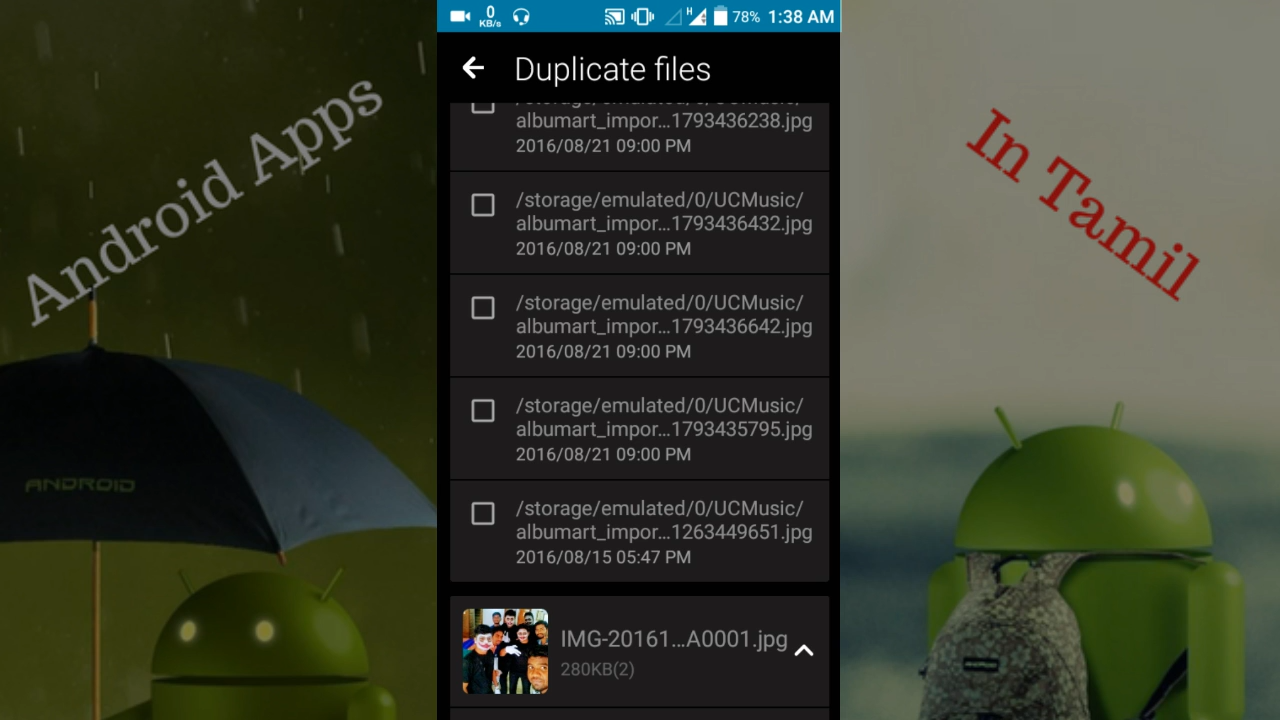 0
KB/s
H
78%
1:38 AM
Duplicate files
Android Apps
In Tamil
/storage/emulated/0/UCMusic/
albumart_impor...1793436238.jpg
2016/08/21 09:00 PM
/storage/emulated/0/UCMusic/
albumart_impor...1793436432.jpg
2016/08/21 09:00 PM
/storage/emulated/0/UCMusic/
albumart_impor...1793436642.jpg
2016/08/21 09:00 PM
/storage/emulated/0/UCMusic/
albumart_impor...1793435795.jpg
2016/08/21 09:00 PM
/storage/emulated/0/UCMusic/
albumart_impor...1263449651.jpg
2016/08/15 05:47 PM
ANDROID
IMG-20161...A0001.jpg
280KB(2)